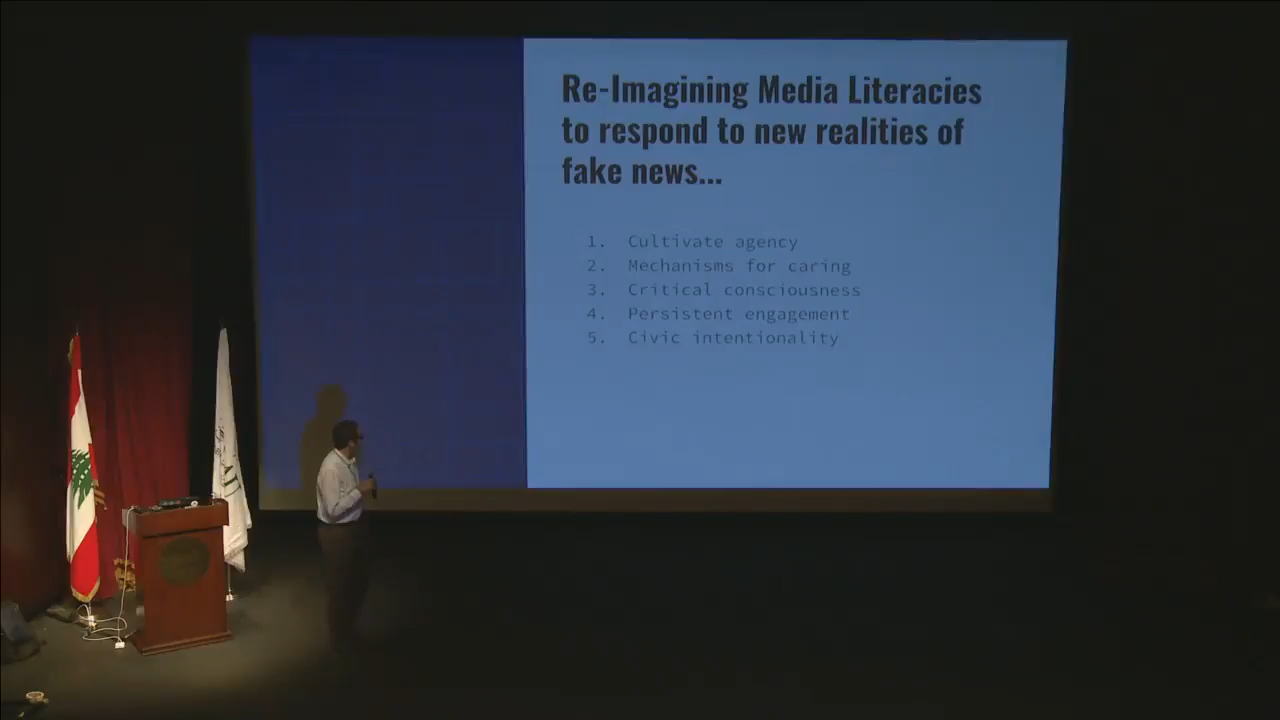 Re-Imagining Media Literacies
to respond to new realities of
fake news...
1. Cultivate agency
2. Mechanisms for caring
3. Critical consciousness
4. Persistent engagement
5. Civic intentionality